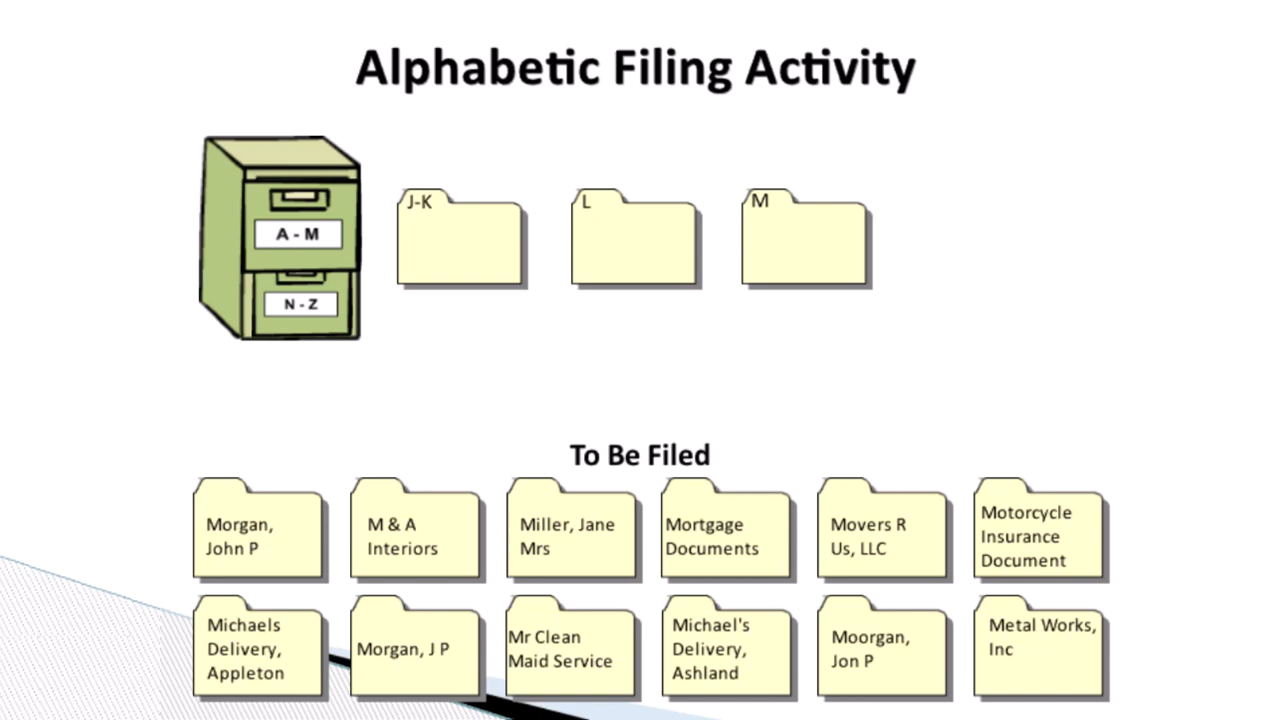 Alphabetic Filing Activity
A - M
N - Z
J-K
L
M
To Be Filed
Morgan,
John P
M & A
Interiors
Miller, Jane
Mrs
Mortgage
Documents
Movers R
Us, LLC
Motorcycle
Insurance
Document
Michaels
Delivery,
Appleton
Morgan, J P
Mr Clean
Maid Service
Michael's
Delivery,
Ashland
Moorgan,
Jon P
Metal Works,
Inc